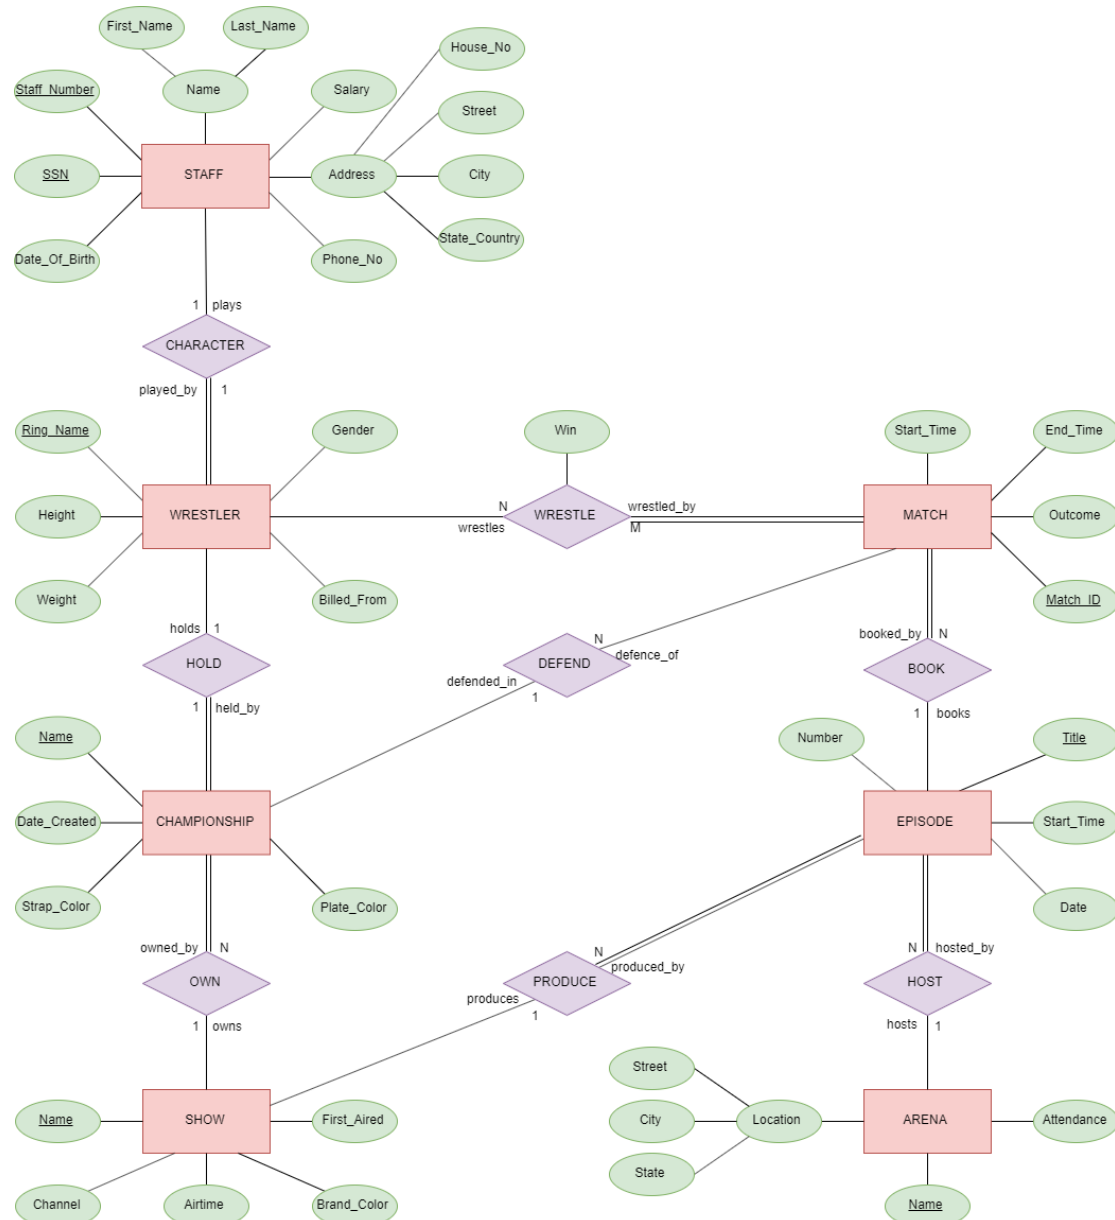 First_Name
Last_Name
House_No
Staff_Number
Name
Salary
Street
SSN
STAFF
Address
City
Date_Of_Birth
Phone_No
State_Country
1 plays
CHARACTER
played_by 1
Ring_Name
Gender
Win
Start_Time
End_Time
Height
WRESTLER
N
wrestles
WRESTLE
wrestled_by
M
MATCH
Outcome
Weight
Billed_From
Match_ID
holds 1
HOLD
1 held_by
N
defence_of
DEFEND
defended_in
1
booked_by N
BOOK
1 books
Name
Number
Title
Date_Created
CHAMPIONSHIP
EPISODE
Start_Time
Strap_Color
Plate_Color
Date
owned_by N
OWN
1 owns
N
produced_by
PRODUCE
produces
1
N hosted_by
HOST
hosts 1
Name
SHOW
First_Aired
Channel
Airtime
Brand_Color
Street
City
State
Location
ARENA
Attendance
Name